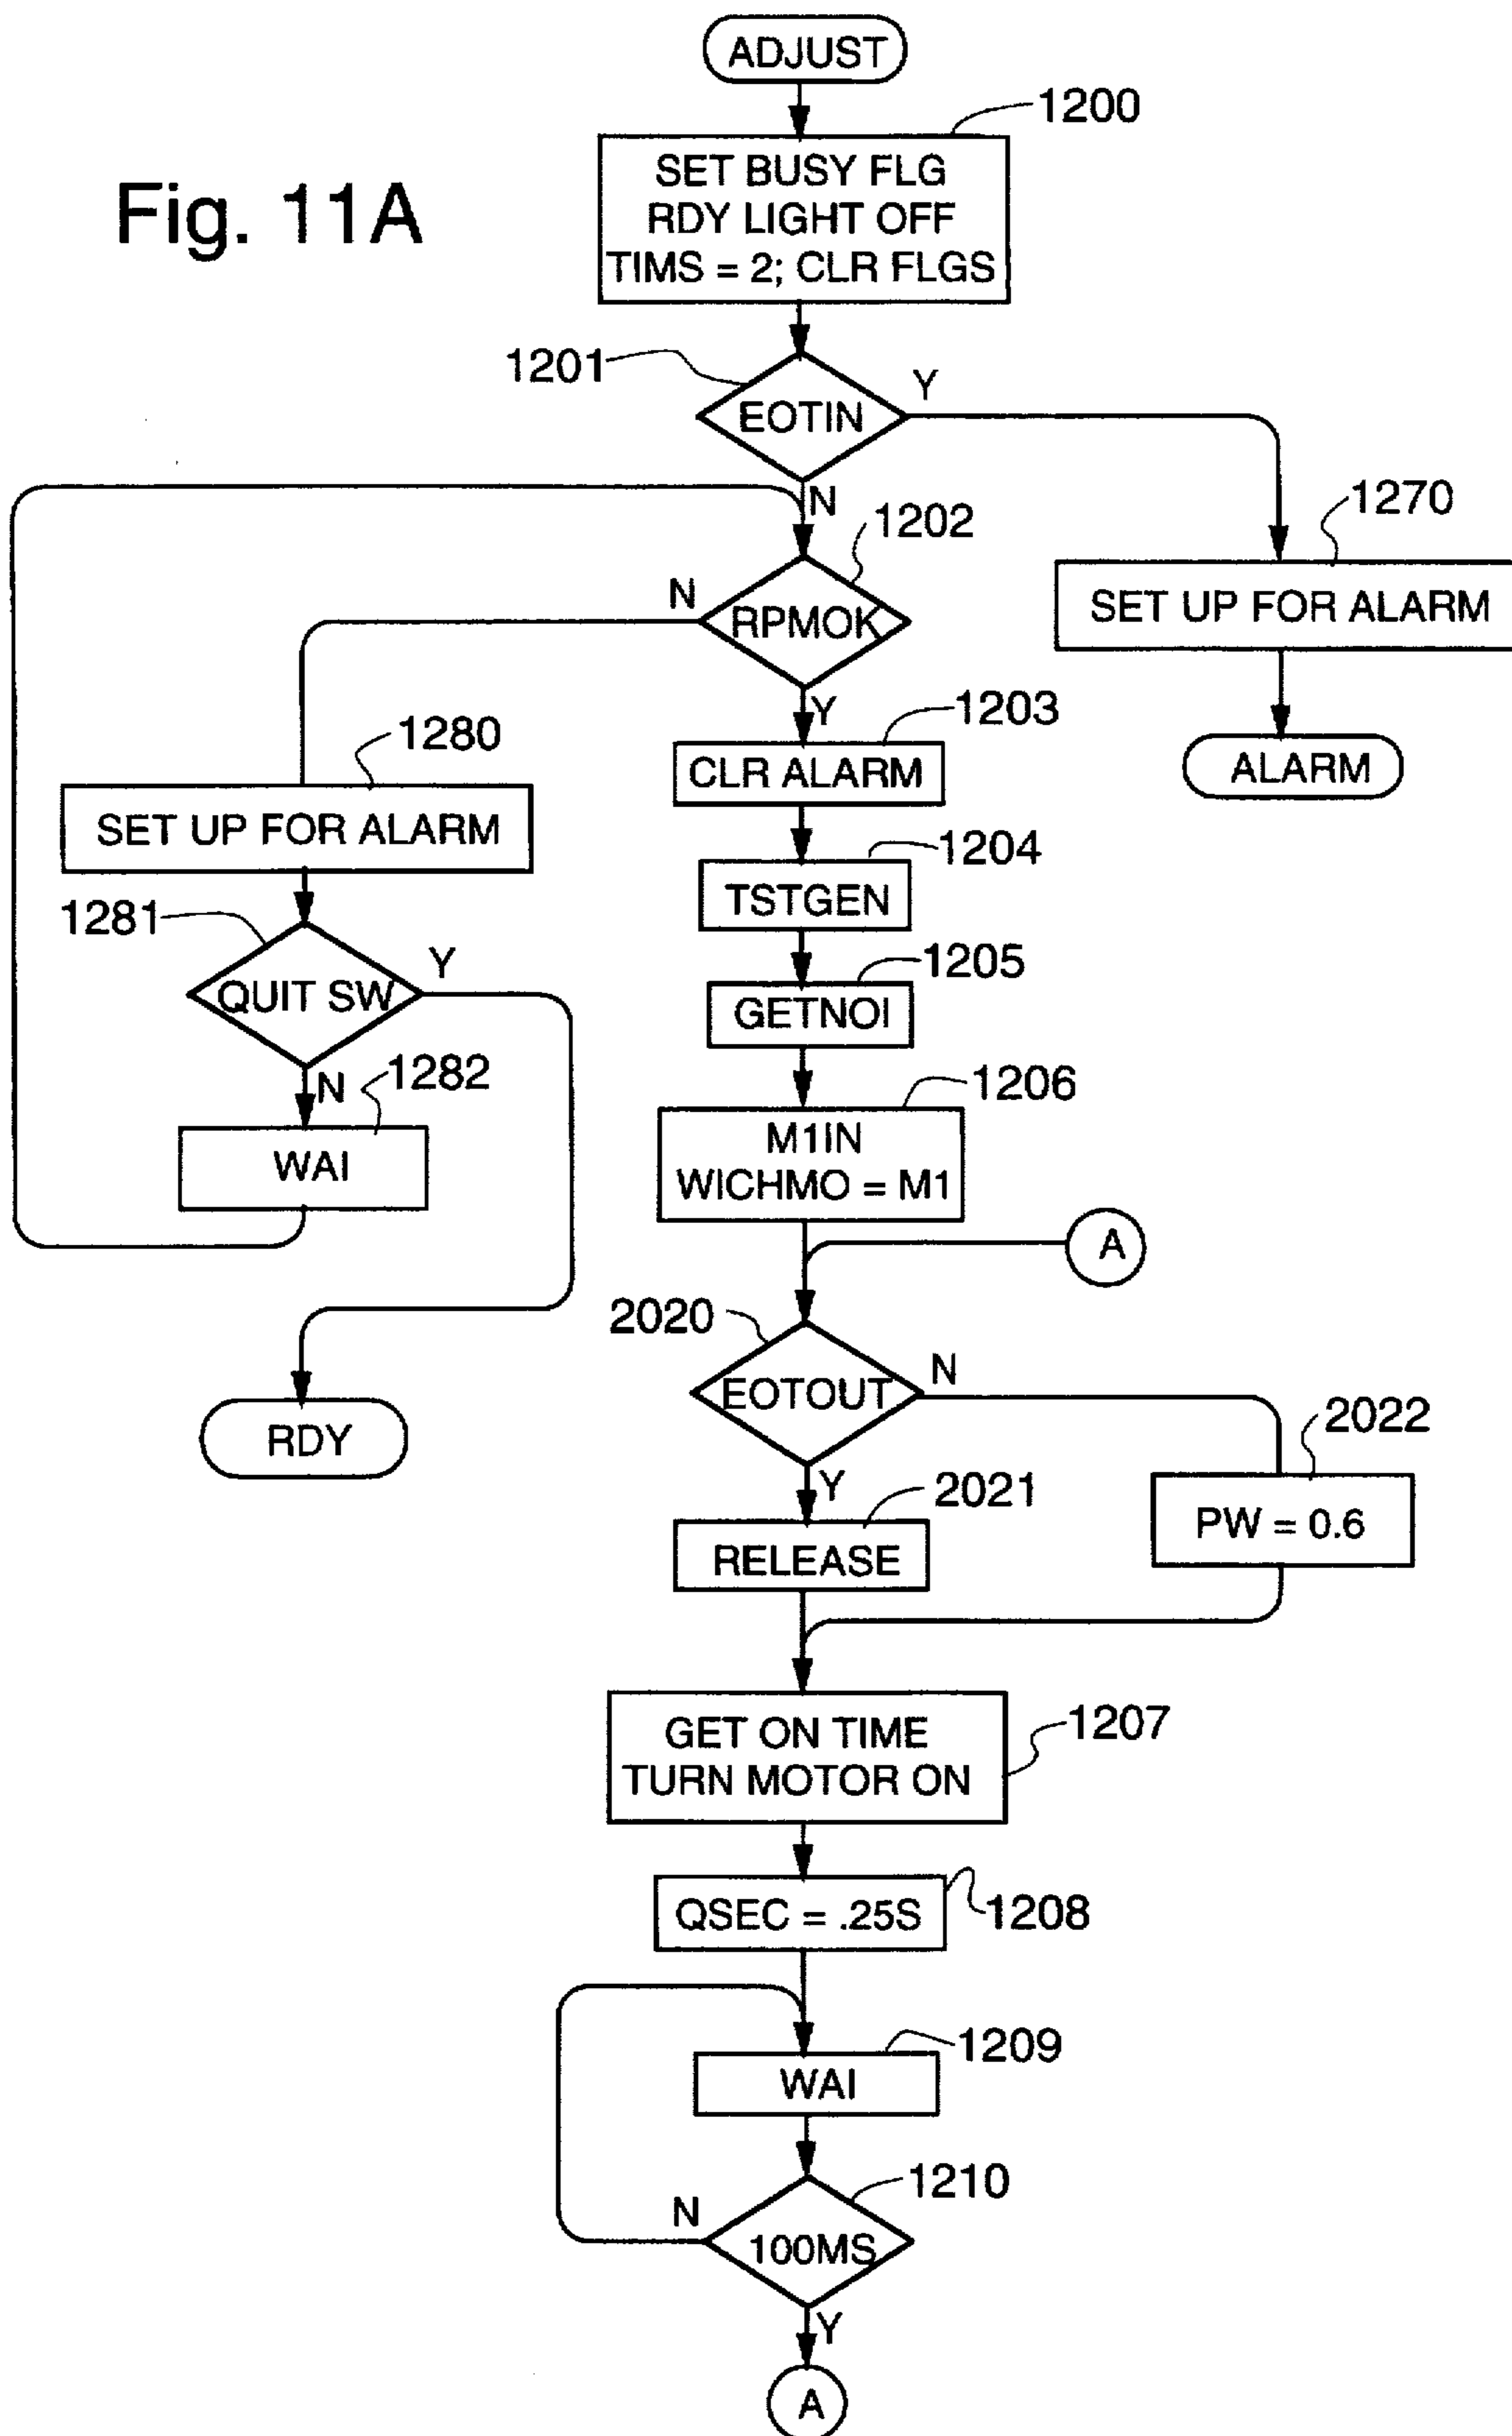 ADJUST
1200
Fig. 11A
SET BUSY FLG
RDY LIGHT OFF
TIMS = 2; CLR FLGS
1201
EOTIN
Y
N
1270
1202
N
RPMOK
SET UP FOR ALARM
Y
1203
1280
CLR ALARM
ALARM
SET UP FOR ALARM
1204
TSTGEN
1281
QUIT SW
Y
1205
GETNOI
N
1282
1206
M1IN
WICHMO = M1
WAI
A
2020
EOTOUT
N
2022
RDY
Y
2021
PW = 0.6
RELEASE
1207
GET ON TIME
TURN MOTOR ON
QSEC = .25S
1208
1209
WAI
1210
N
100MS
Y
A